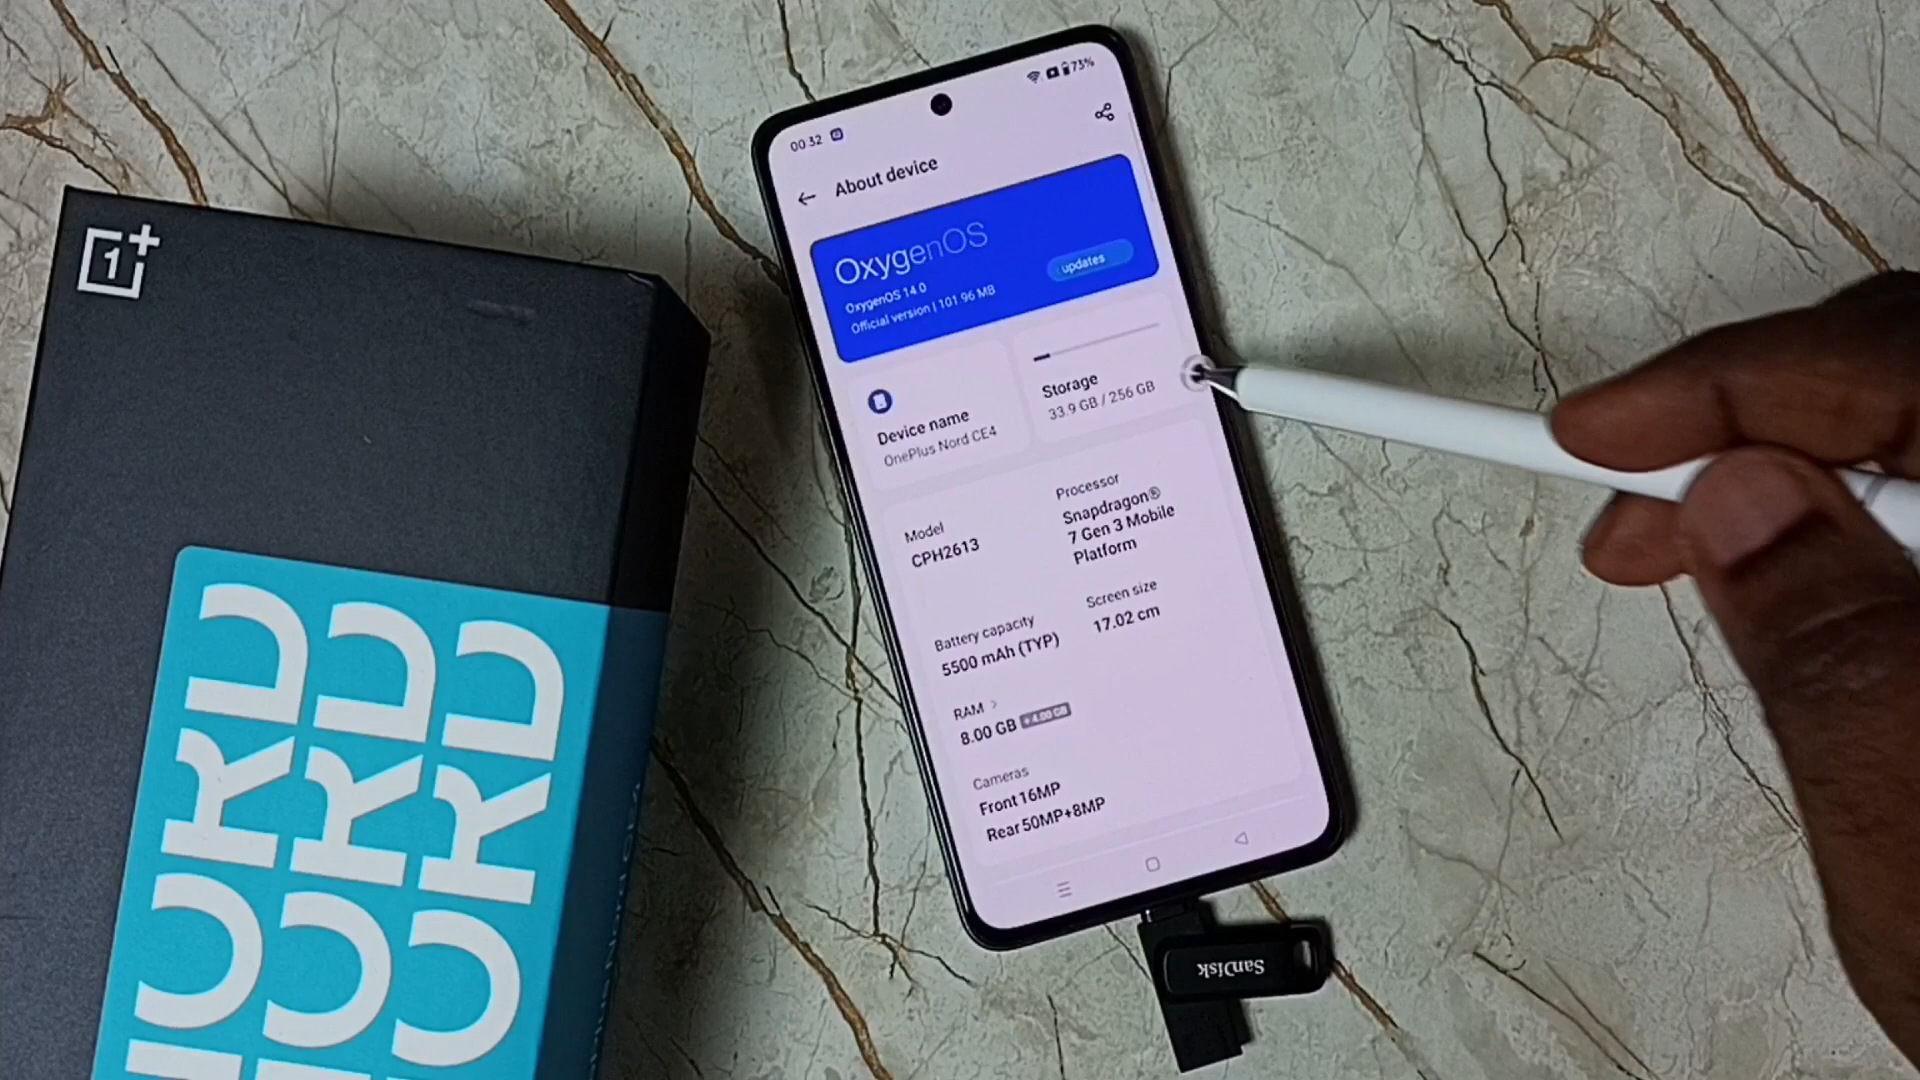 73%
00:32
About device
OxygenOS
OxygenOS 14.0
Official version | 101.96 MB
updates
Device name
OnePlus Nord CE4
Storage
33.9 GB / 256 GB
Model
CPH2613
Processor
Snapdragon®
7 Gen 3 Mobile
Platform
Battery capacity
5500 mAh (TYP)
Screen size
17.02 cm
RAM
8.00 GB +4.00 GB
Cameras
Front 16MP
Rear 50MP+8MP
1+
SanDisk